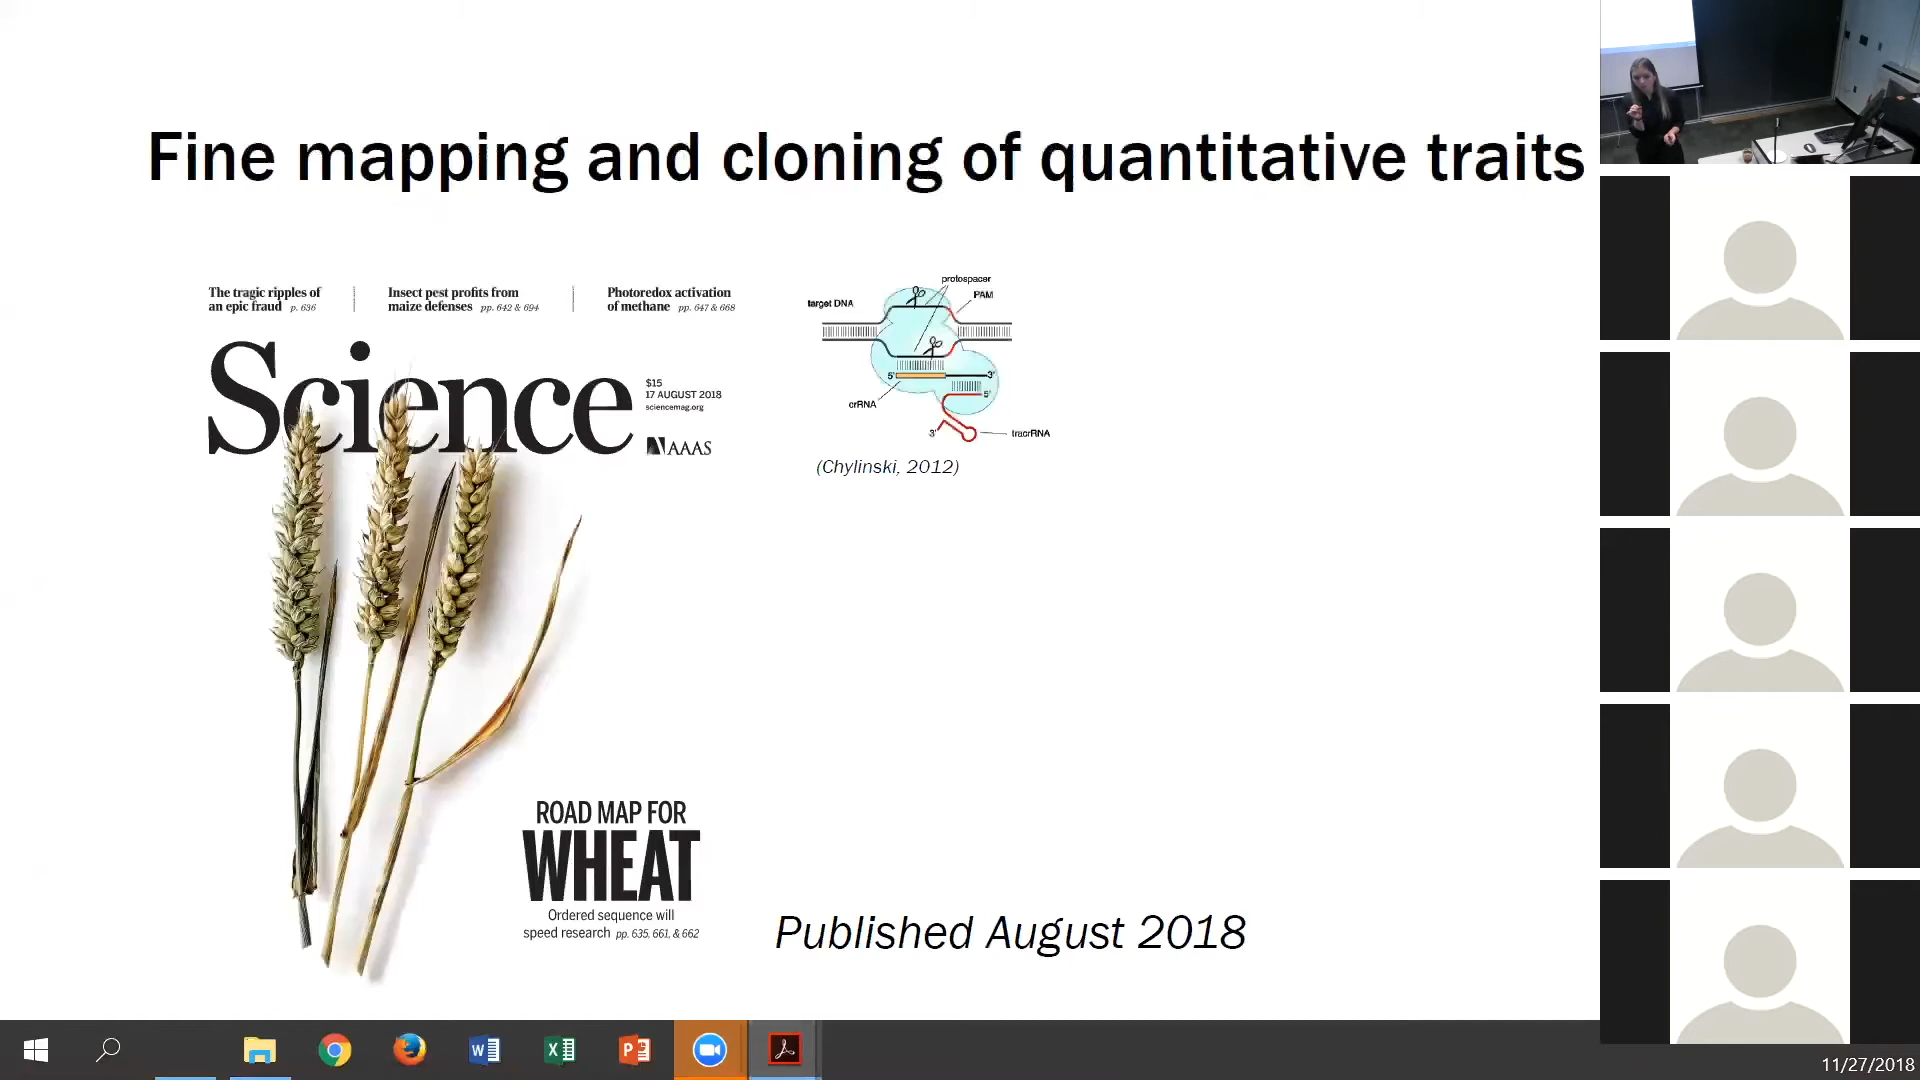 Fine mapping and cloning of quantitative traits
The tragic ripples of
an epic fraud p. 636
Insect pest profits from
maize defenses pp. 642 & 694
Photoredox activation
of methane pp. 647 & 668
Science
$15
17 AUGUST 2018
sciencemag.org
AAAS
protospacer
PAM
target DNA
5'
3'
5'
crRNA
3'
tracrRNA
(Chylinski, 2012)
ROAD MAP FOR
WHEAT
Ordered sequence will
speed research pp. 635, 661, & 662
Published August 2018
11/27/2018